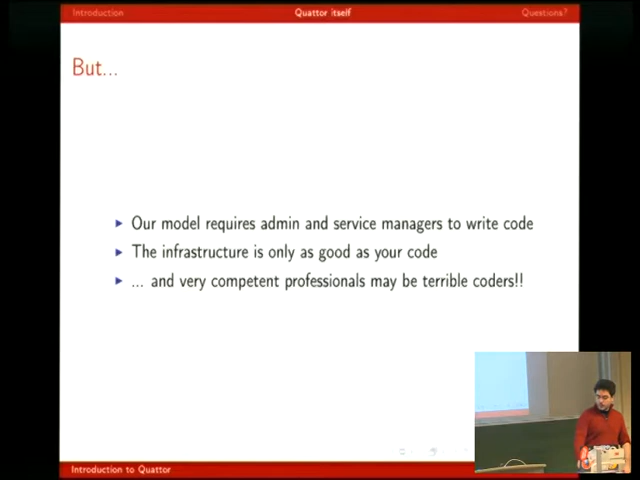 Introduction
Quattor itself
Questions?
But...
Our model requires admin and service managers to write code
The infrastructure is only as good as your code
... and very competent professionals may be terrible coders!!
Introduction to Quattor